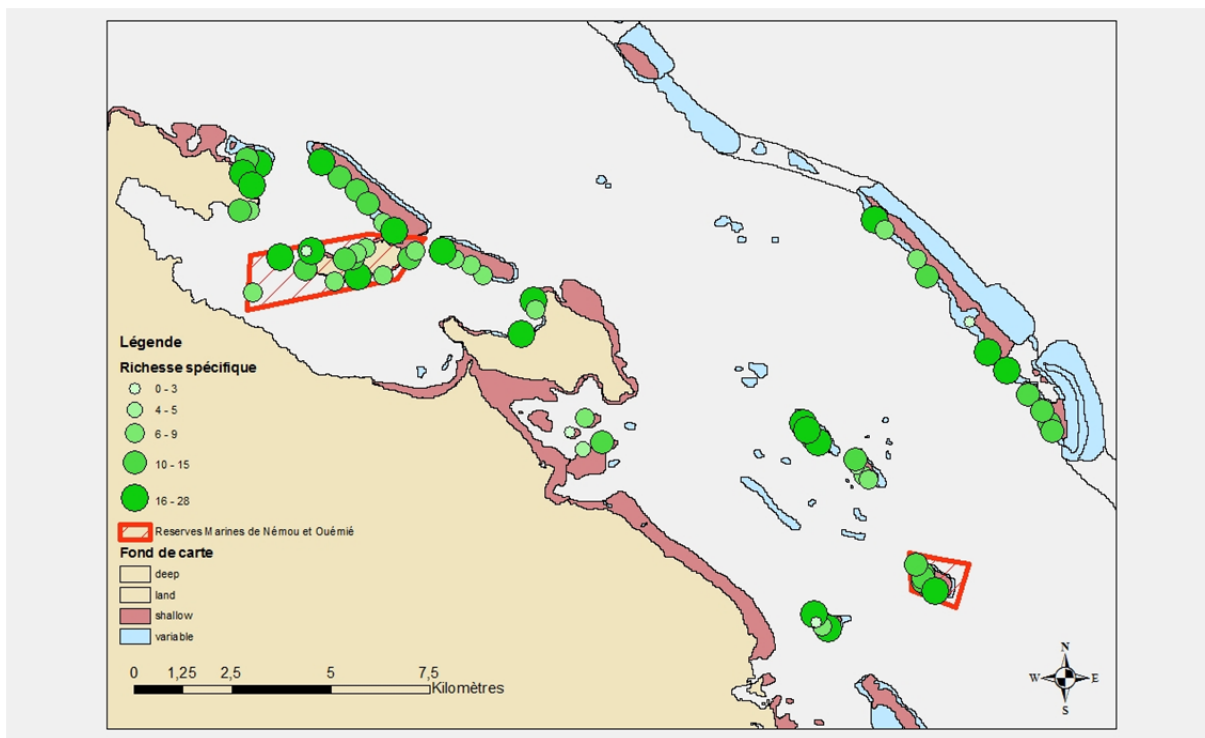 Légende
Richesse spécifique
0 - 3
4 - 5
6 - 9
10 - 15
16 - 28
Reserves Marines de Némou et Ouémié
Fond de carte
deep
land
shallow
variable
0 1,25 2,5 5 7,5
Kilomètres
N
W E
S